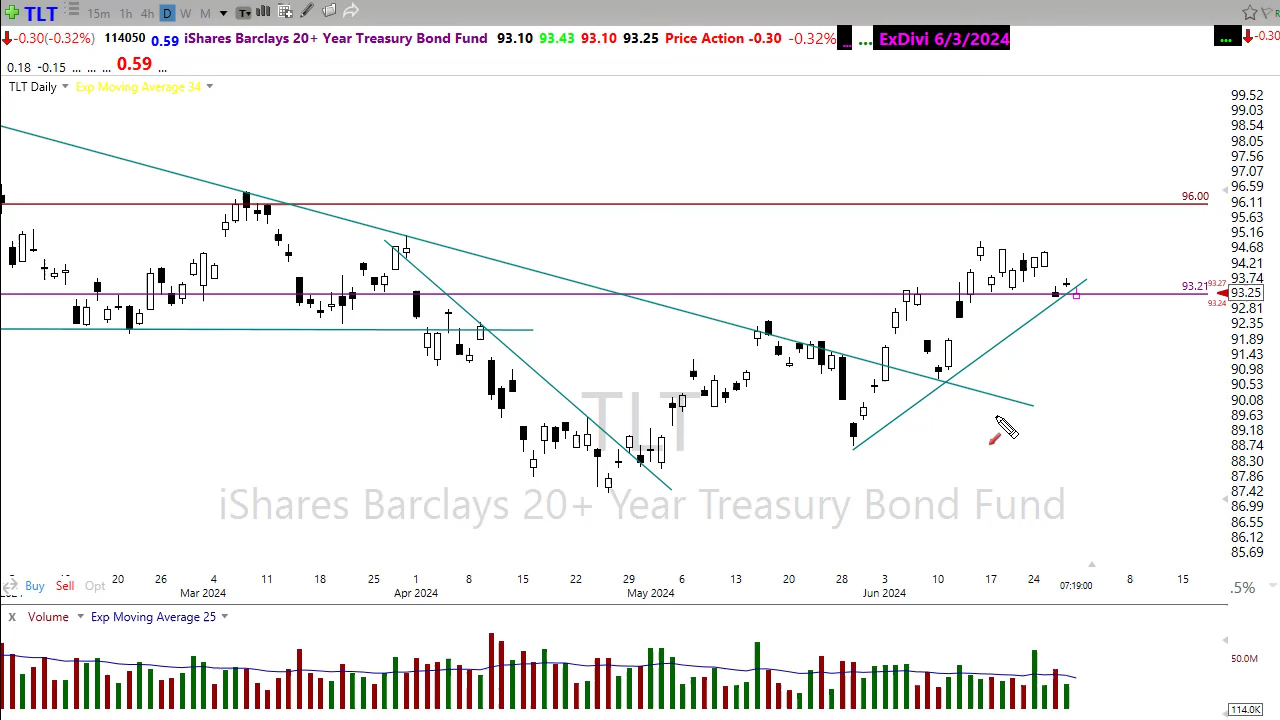 TLT 15m 1h 4h D W M T
-0.30(-0.32%) 114050 0.59 iShares Barclays 20+ Year Treasury Bond Fund 93.10 93.43 93.10 93.25 Price Action -0.30 -0.32% ... ... ExDivi 6/3/2024 ... -0.30
0.18 -0.15 ... ... ... 0.59 ...
TLT Daily Exp Moving Average 34
99.52
99.03
98.54
98.05
97.56
97.07
96.59
96.00
96.11
95.63
95.16
94.68
94.21
93.74
93.21 93.27
93.25
93.24
92.81
92.35
91.89
91.43
90.98
90.53
90.08
89.63
89.18
88.74
88.30
87.86
87.42
86.99
86.55
86.12
85.69
TLT
iShares Barclays 20+ Year Treasury Bond Fund
20 26 4 11 18 25 1 8 15 22 29 6 13 20 28 3 10 17 24 07:19:00 8 15
Buy Sell Opt .5%
Mar 2024 Apr 2024 May 2024 Jun 2024
X Volume Exp Moving Average 25
50.0M
114.0K